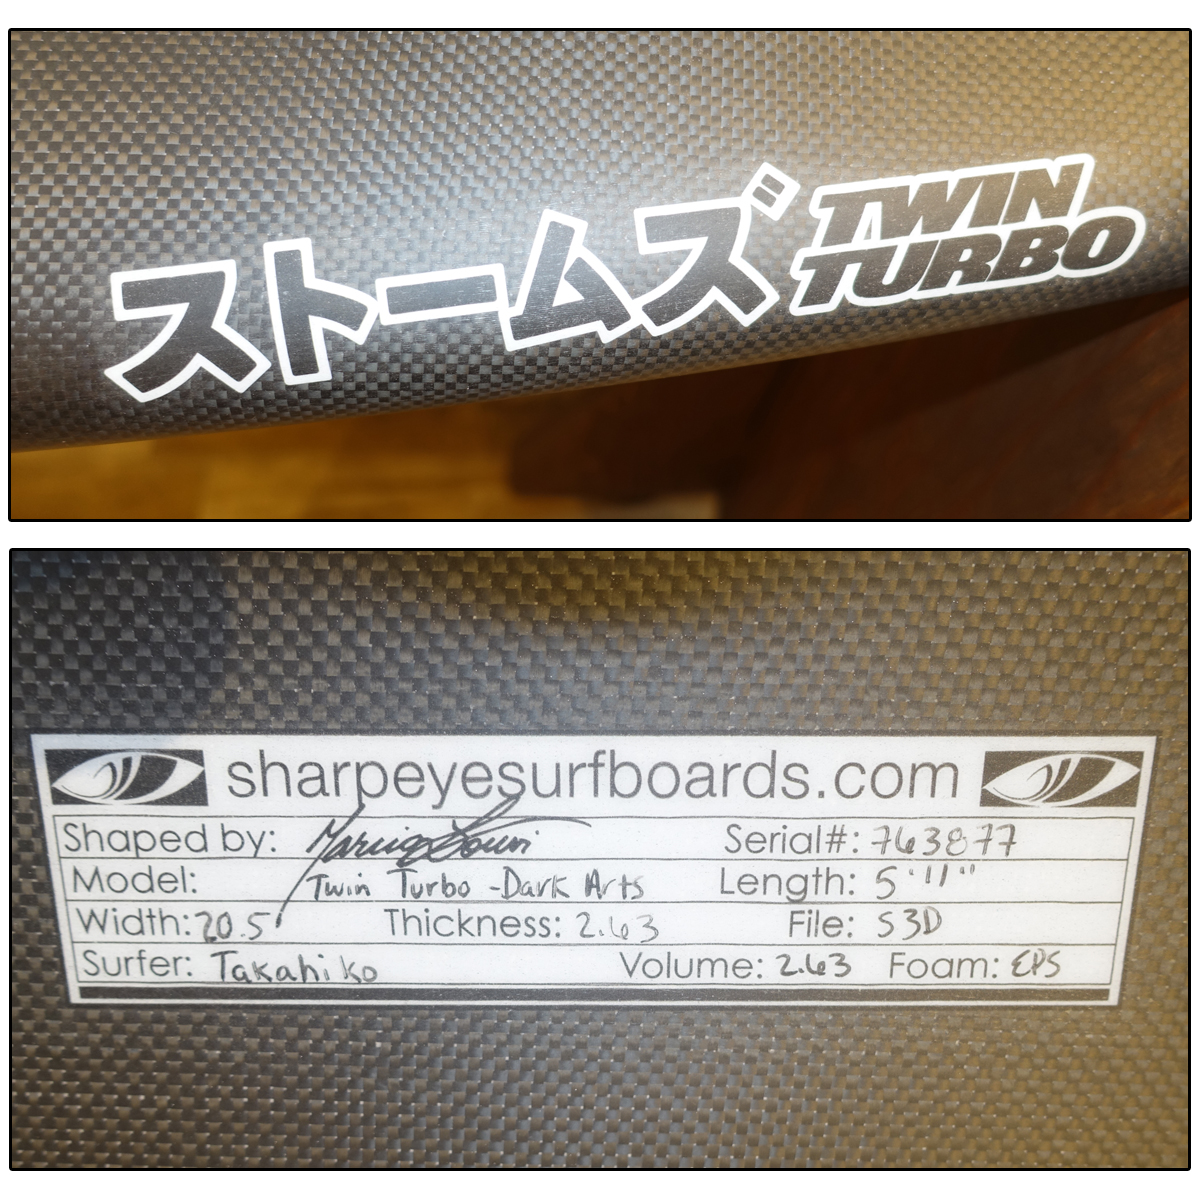 ストームズ TWIN TURBO
sharpeyesurfboards.com
Shaped by: Serial#: 763877
Model: Twin Turbo - Dark Arts Length: 5'11"
Width: 20.5 Thickness: 2.63 File: S3D
Surfer: Takahiko Volume: 2.63 Foam: EPS